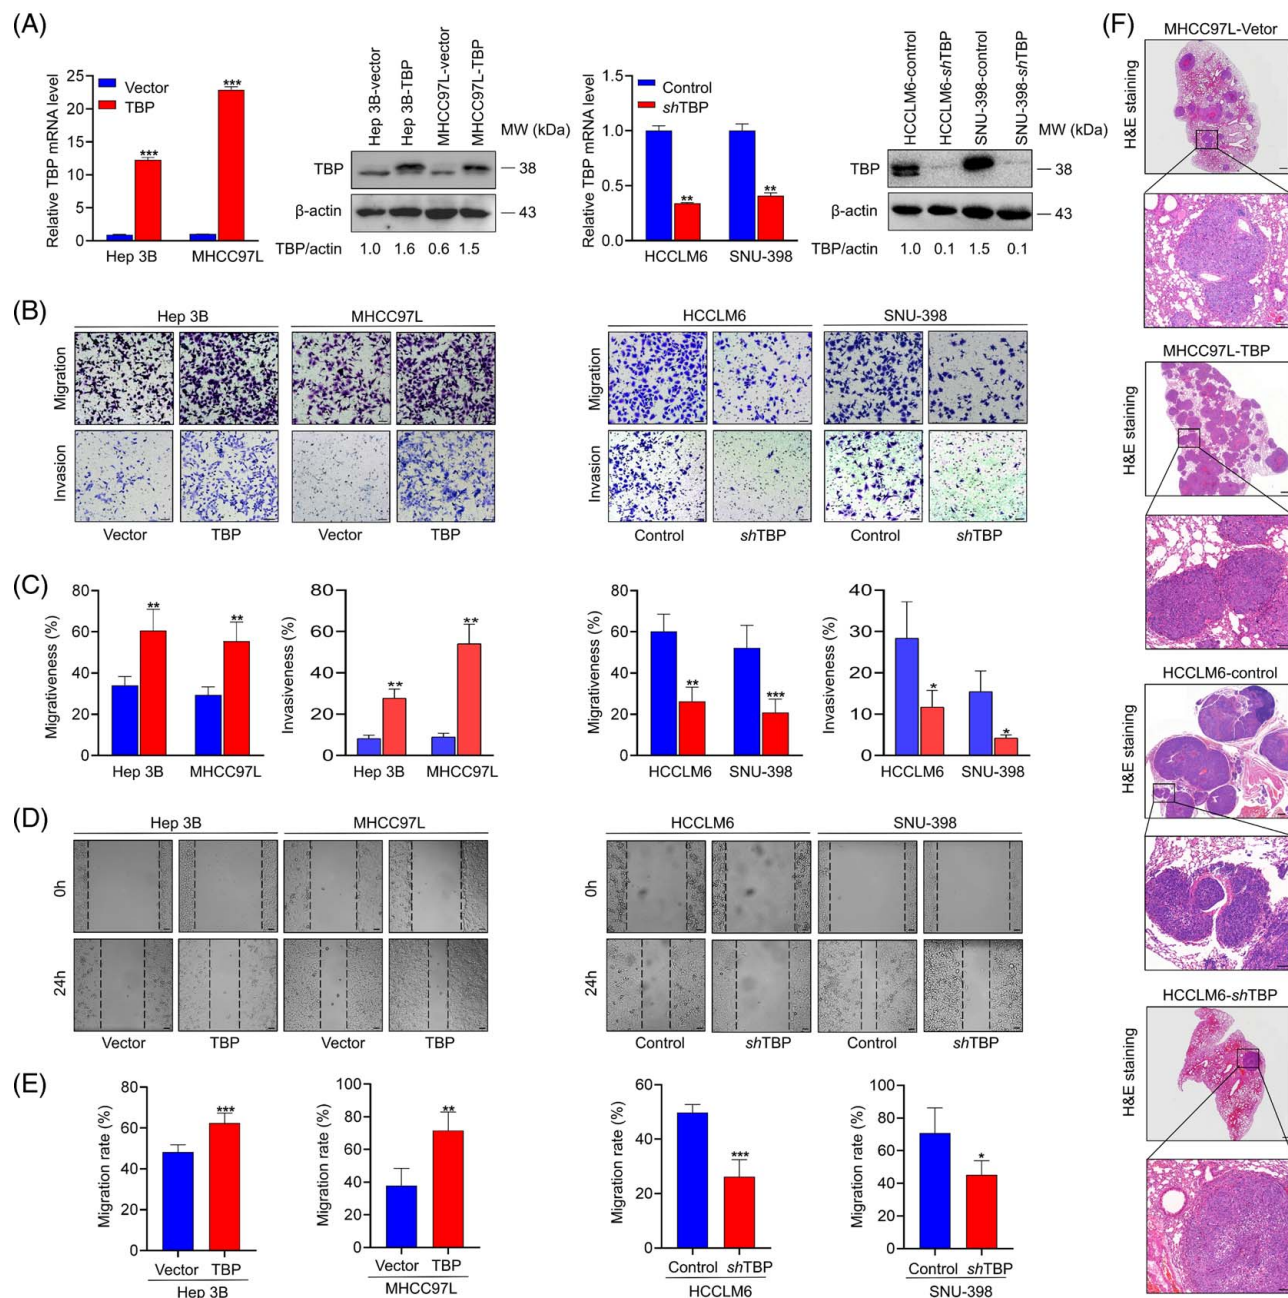 (A)
Relative TBP mRNA level
25
20
15
10
5
0
Vector
TBP
***
***
Hep 3B
MHCC97L
Hep 3B-vector
Hep 3B-TBP
MHCC97L-vector
MHCC97L-TBP
MW (kDa)
TBP
38
β-actin
43
TBP/actin 1.0 1.6 0.6 1.5
Relative TBP mRNA level
1.5
1.0
0.5
0.0
Control
shTBP
**
**
HCCLM6
SNU-398
HCCLM6-control
HCCLM6-shTBP
SNU-398-control
SNU-398-shTBP
MW (kDa)
TBP
38
β-actin
43
TBP/actin 1.0 0.1 1.5 0.1
(B)
Hep 3B
MHCC97L
HCCLM6
SNU-398
Migration
Migration
Invasion
Invasion
Vector
TBP
Vector
TBP
Control
shTBP
Control
shTBP
(C)
Migrativeness (%)
80
60
40
20
0
**
**
Hep 3B
MHCC97L
Invasiveness (%)
80
60
40
20
0
**
**
Hep 3B
MHCC97L
Migrativeness (%)
80
60
40
20
0
**
***
HCCLM6
SNU-398
Invasiveness (%)
40
30
20
10
0
*
*
HCCLM6
SNU-398
(D)
Hep 3B
MHCC97L
HCCLM6
SNU-398
0h
0h
24h
24h
Vector
TBP
Vector
TBP
Control
shTBP
Control
shTBP
(E)
Migration rate (%)
80
60
40
20
0
***
Vector
TBP
Hep 3B
Migration rate (%)
100
80
60
40
20
0
**
Vector
TBP
MHCC97L
Migration rate (%)
60
40
20
0
***
Control
shTBP
HCCLM6
Migration rate (%)
100
80
60
40
20
0
*
Control
shTBP
SNU-398
(F)
MHCC97L-Vetor
H&E staining
MHCC97L-TBP
H&E staining
HCCLM6-control
H&E staining
HCCLM6-shTBP
H&E staining